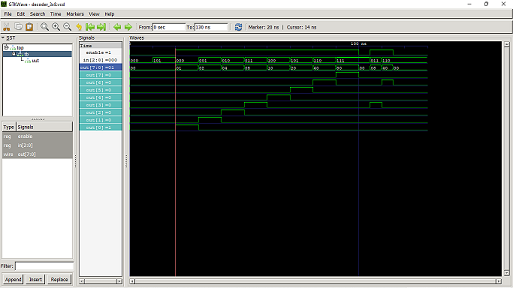 GTKWave - decoder_3x8.vcd
File Edit Search Time Markers View Help
From: 0 sec To: 130 ns Marker: 20 ns | Cursor: 14 ns
SST
top
tb
uut
Type Signals
reg enable
reg in[2:0]
wire out[7:0]
Filter:
Append Insert Replace
Signals
Time
enable =1
in[2:0] =000
out[7:0] =01
out [7] =0
out [6] =0
out [5] =0
out [4] =0
out [3] =0
out [2] =0
out [1] =0
Waves
100 ns
000 101 000 001 010 011 100 101 110 111 011 110
00 01 02 04 08 10 20 40 80 00 08 40 00